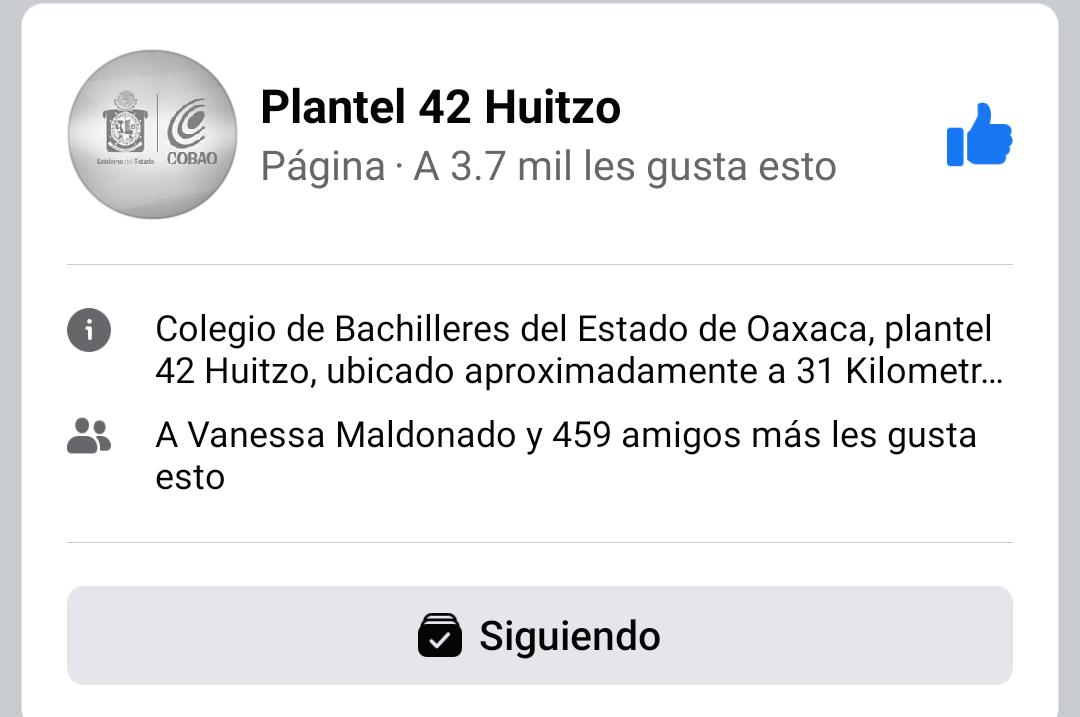 Gobierno del Estado
COBAO
Plantel 42 Huitzo
Página · A 3.7 mil les gusta esto
Colegio de Bachilleres del Estado de Oaxaca, plantel
42 Huitzo, ubicado aproximadamente a 31 Kilometr...
A Vanessa Maldonado y 459 amigos más les gusta
esto
Siguiendo